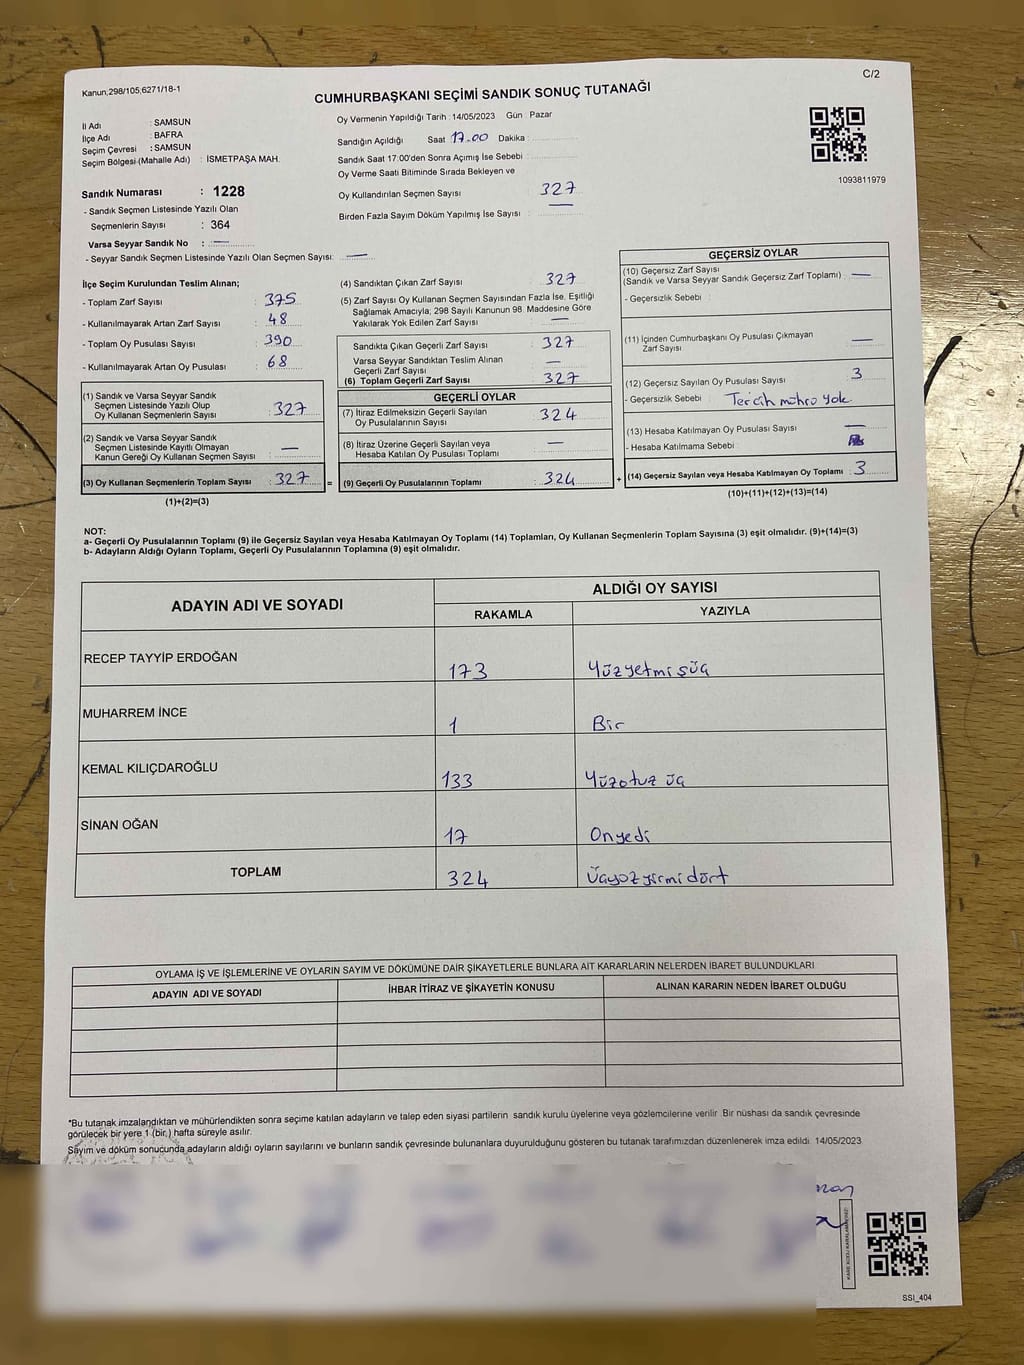 Kanun;298/105;6271/18-1
C/2
CUMHURBAŞKANI SEÇİMİ SANDIK SONUÇ TUTANAĞI
İl Adı : SAMSUN
İlçe Adı : BAFRA
Seçim Çevresi : SAMSUN
Seçim Bölgesi (Mahalle Adı) : İSMETPAŞA MAH.
Sandık Numarası : 1228
- Sandık Seçmen Listesinde Yazılı Olan
Seçmenlerin Sayısı : 364
Varsa Seyyar Sandık No : —
- Seyyar Sandık Seçmen Listesinde Yazılı Olan Seçmen Sayısı: —
Oy Vermenin Yapıldığı Tarih : 14/05/2023 Gün : Pazar
Sandığın Açıldığı Saat 17.00 Dakika :
Sandık Saat 17:00'den Sonra Açımış İse Sebebi :
Oy Verme Saati Bitiminde Sırada Bekleyen ve
Oy Kullandırılan Seçmen Sayısı 327
—
Birden Fazla Sayım Döküm Yapılmış İse Sayısı :
1093811979
İlçe Seçim Kurulundan Teslim Alınan;
- Toplam Zarf Sayısı : 375
- Kullanılmayarak Artan Zarf Sayısı : 48
- Toplam Oy Pusulası Sayısı : 390
- Kullanılmayarak Artan Oy Pusulası : 68
(1) Sandık ve Varsa Seyyar Sandık
Seçmen Listesinde Yazılı Olup
Oy Kullanan Seçmenlerin Sayısı : 327
(2) Sandık ve Varsa Seyyar Sandık
Seçmen Listesinde Kayıtlı Olmayan
Kanun Gereği Oy Kullanan Seçmen Sayısı : —
(3) Oy Kullanan Seçmenlerin Toplam Sayısı : 327 =
(1)+(2)=(3)
(4) Sandıktan Çıkan Zarf Sayısı : 327
(5) Zarf Sayısı Oy Kullanan Seçmen Sayısından Fazla İse, Eşitliği
Sağlamak Amacıyla; 298 Sayılı Kanunun 98. Maddesine Göre
Yakılarak Yok Edilen Zarf Sayısı : —
Sandıkta Çıkan Geçerli Zarf Sayısı : 327
Varsa Seyyar Sandıktan Teslim Alınan
Geçerli Zarf Sayısı : —
(6) Toplam Geçerli Zarf Sayısı : 327
GEÇERLİ OYLAR
(7) İtiraz Edilmeksizin Geçerli Sayılan
Oy Pusulalarının Sayısı : 324
(8) İtiraz Üzerine Geçerli Sayılan veya
Hesaba Katılan Oy Pusulası Toplamı : —
(9) Geçerli Oy Pusulalarının Toplamı : 324 +
GEÇERSİZ OYLAR
(10) Geçersiz Zarf Sayısı
(Sandık ve Varsa Seyyar Sandık Geçersiz Zarf Toplamı) : —
- Geçersizlik Sebebi :
(11) İçinden Cumhurbaşkanı Oy Pusulası Çıkmayan
Zarf Sayısı : —
(12) Geçersiz Sayılan Oy Pusulası Sayısı : 3
- Geçersizlik Sebebi : Tercih mührü yok
(13) Hesaba Katılmayan Oy Pusulası Sayısı : —
- Hesaba Katılmama Sebebi :
(14) Geçersiz Sayılan veya Hesaba Katılmayan Oy Toplamı : 3
(10)+(11)+(12)+(13)=(14)
NOT:
a- Geçerli Oy Pusulalarının Toplamı (9) ile Geçersiz Sayılan veya Hesaba Katılmayan Oy Toplamı (14) Toplamları, Oy Kullanan Seçmenlerin Toplam Sayısına (3) eşit olmalıdır. (9)+(14)=(3)
b- Adayların Aldığı Oyların Toplamı, Geçerli Oy Pusulalarının Toplamına (9) eşit olmalıdır.
ADAYIN ADI VE SOYADI
ALDIĞI OY SAYISI
RAKAMLA YAZIYLA
RECEP TAYYİP ERDOĞAN 173 Yüzyetmişüç
MUHARREM İNCE 1 Bir
KEMAL KILIÇDAROĞLU 133 Yüzotuz üç
SİNAN OĞAN 17 Onyedi
TOPLAM 324 Üçyüzyirmidört
OYLAMA İŞ VE İŞLEMLERİNE VE OYLARIN SAYIM VE DÖKÜMÜNE DAİR ŞİKAYETLERLE BUNLARA AİT KARARLARIN NELERDEN İBARET BULUNDUKLARI
ADAYIN ADI VE SOYADI İHBAR İTİRAZ VE ŞİKAYETİN KONUSU ALINAN KARARIN NEDEN İBARET OLDUĞU
*Bu tutanak imzalandıktan ve mühürlendikten sonra seçime katılan adayların ve talep eden siyasi partilerin sandık kurulu üyelerine veya gözlemcilerine verilir. Bir nüshası da sandık çevresinde
görülecek bir yere 1 (bir.) hafta süreyle asılır.
Sayım ve döküm sonucunda adayların aldığı oyların sayılarını ve bunların sandık çevresinde bulunanlara duyurulduğunu gösteren bu tutanak tarafımızdan düzenlenerek imza edildi. 14/05/2023
SSI_404